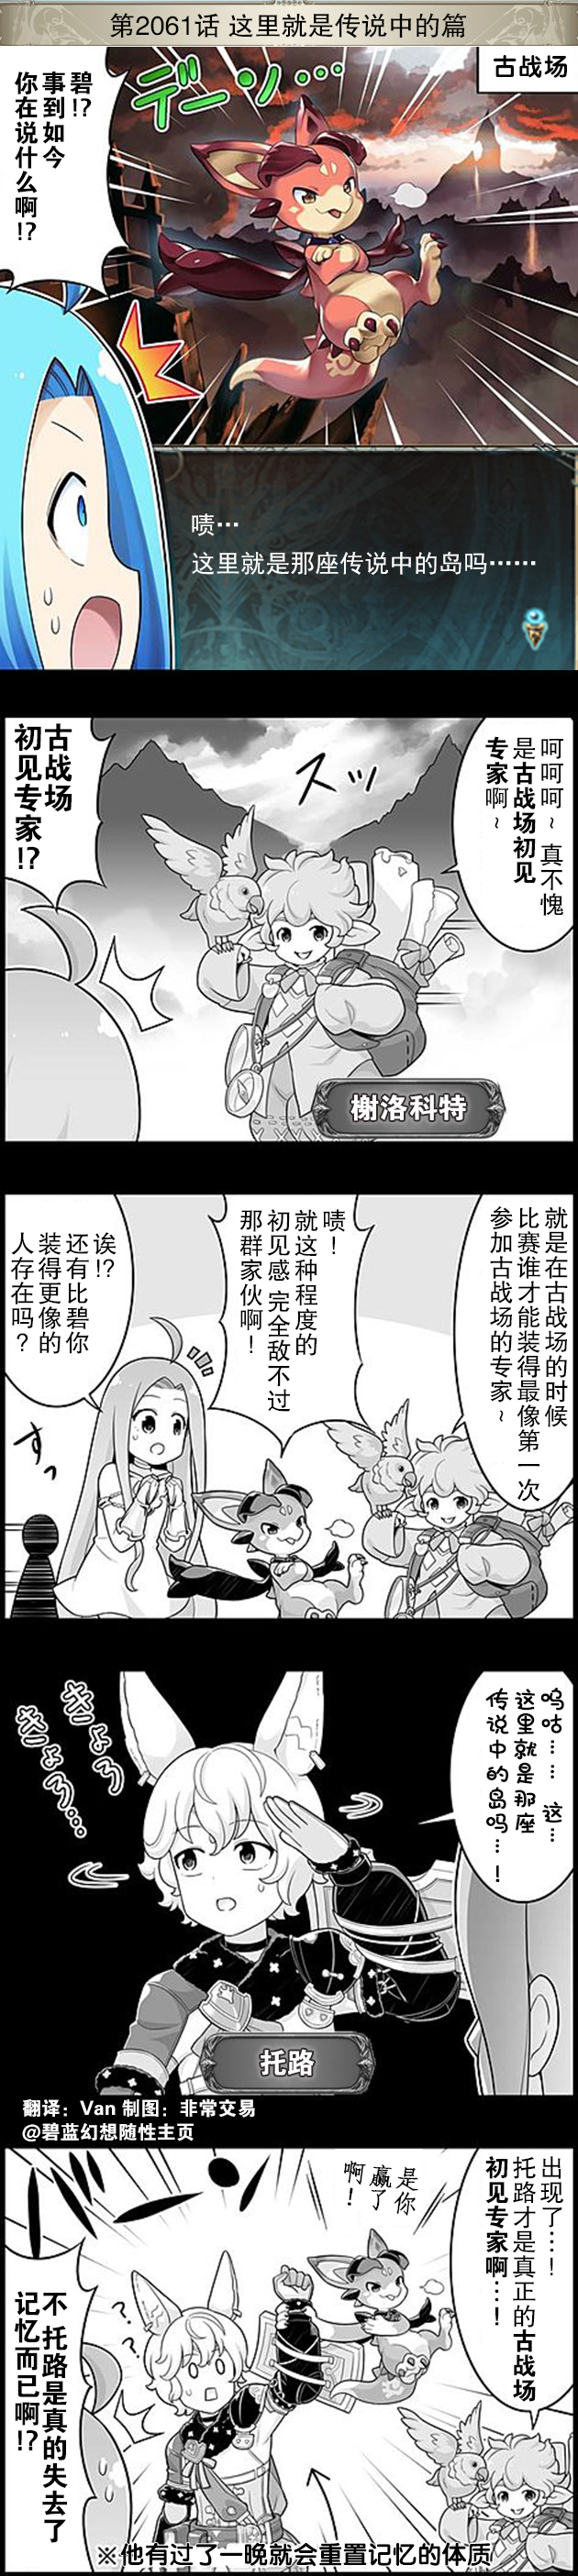 第2061话 这里就是传说中的篇
古战场
デーン・・・
碧!?
事到如今
你在说什么啊!?
啧…
这里就是那座传说中的岛吗……
呵呵呵~真不愧
是古战场初见
专家啊~
スッ
古战场
初见专家!?
榭洛科特
就是在古战场的时候
比赛谁才能装得最像第一次
参加古战场的专家~
啧！
就这种程度的
初见感 完全敌不过
那群家伙啊！
诶!?
还有比碧你
装得更像的
人存在吗？
すっ
呜咕…… 这…
这里就是那座
传说中的岛吗…！
きょろ…
きょろ…
托路
翻译：Van 制图：非常交易
@碧蓝幻想随性主页
出现了…！
托路才是真正的古战场
初见专家啊…！
是你
赢了
啊！
不 托路是真的失去了
记忆而已啊!?
※他有过了一晚就会重置记忆的体质